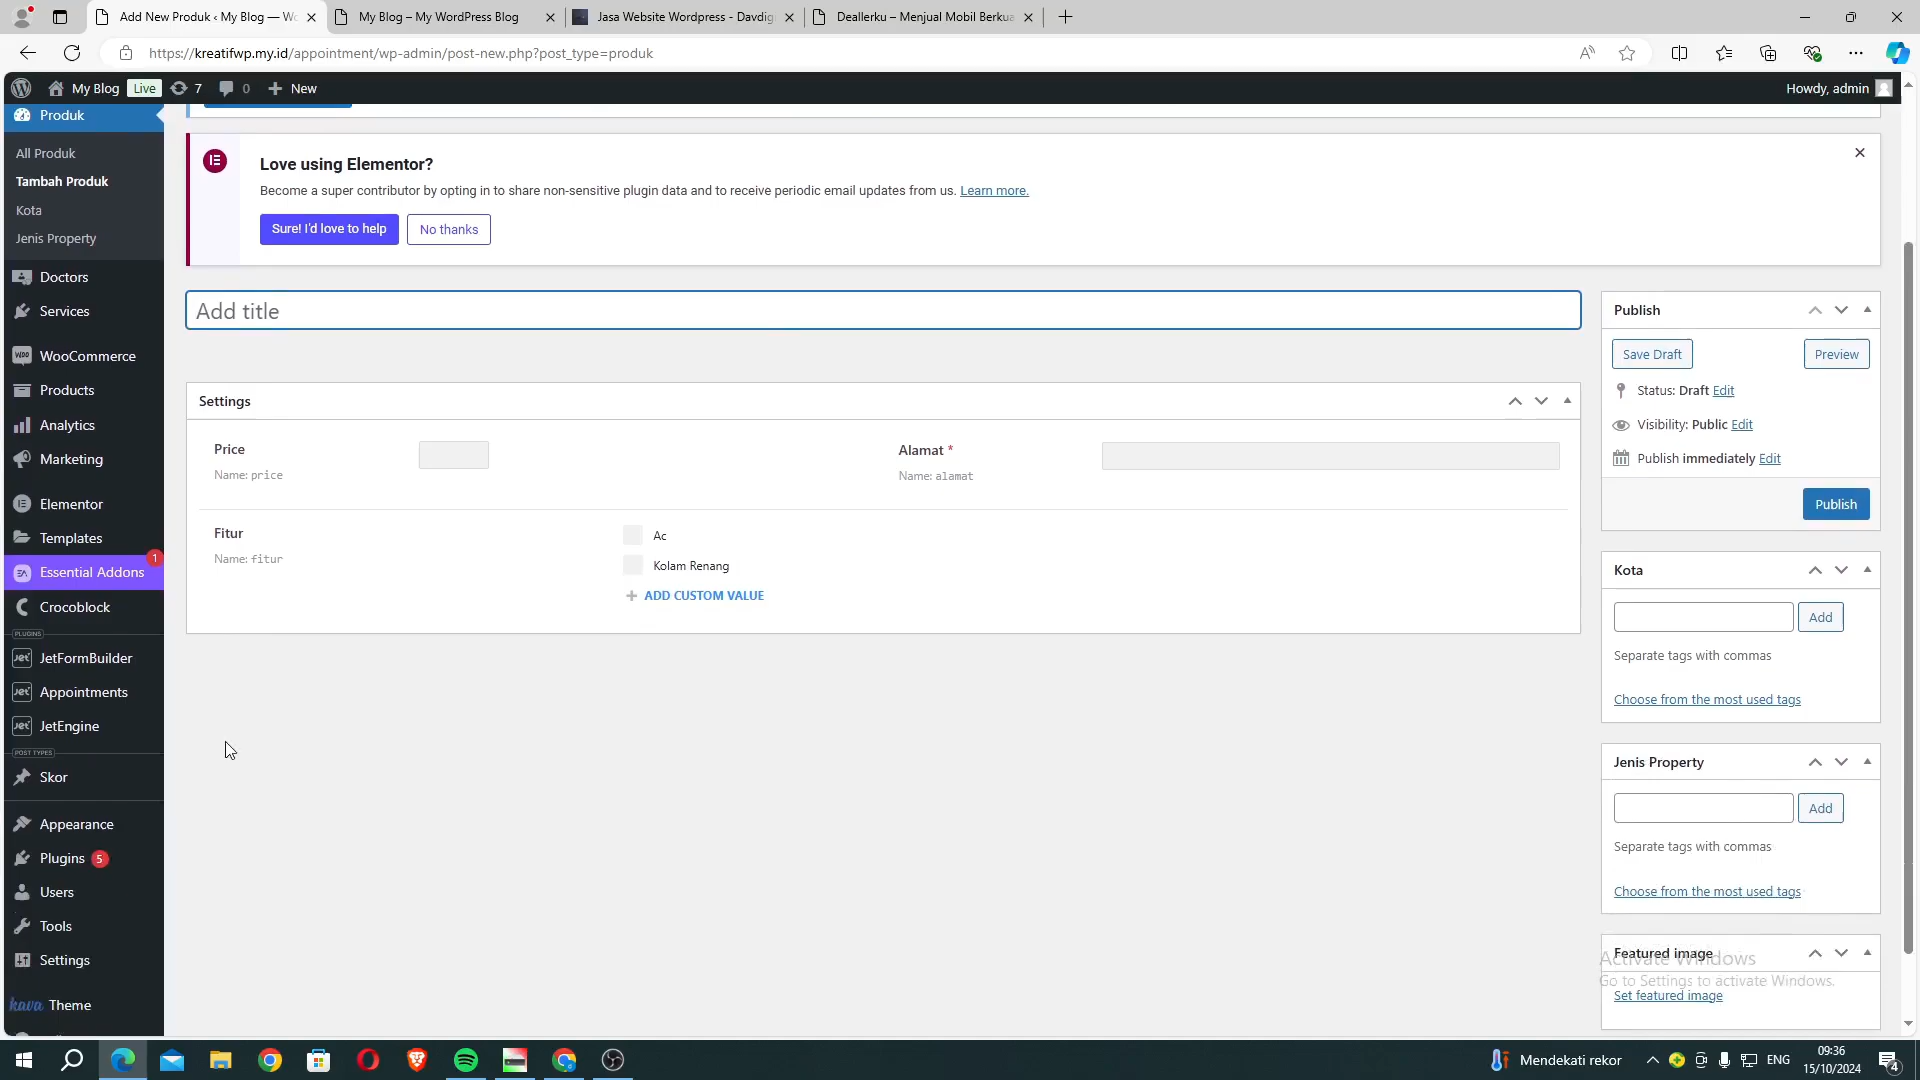 Add New Produk ‹ My Blog — Wo
My Blog – My WordPress Blog
Jasa Website Wordpress - Davdig
Deallerku – Menjual Mobil Berkua
https://kreatifwp.my.id/appointment/wp-admin/post-new.php?post_type=produk
My Blog Live 7 0 New
Howdy, admin
Produk
All Produk
Tambah Produk
Kota
Jenis Property
Doctors
Services
WooCommerce
Products
Analytics
Marketing
Elementor
Templates
Essential Addons 1
Crocoblock
PLUGINS
JetFormBuilder
Appointments
JetEngine
POST TYPES
Skor
Appearance
Plugins 5
Users
Tools
Settings
kava Theme
Love using Elementor?
Become a super contributor by opting in to share non-sensitive plugin data and to receive periodic email updates from us. Learn more.
Sure! I'd love to help
No thanks
Add title
Settings
Price
Name: price
Alamat *
Name: alamat
Fitur
Name: fitur
Ac
Kolam Renang
ADD CUSTOM VALUE
Publish
Save Draft
Preview
Status: Draft Edit
Visibility: Public Edit
Publish immediately Edit
Publish
Kota
Add
Separate tags with commas
Choose from the most used tags
Jenis Property
Add
Separate tags with commas
Choose from the most used tags
Featured image
Set featured image
Activate Windows
Go to Settings to activate Windows.
Mendekati rekor
ENG
09:36
15/10/2024
4